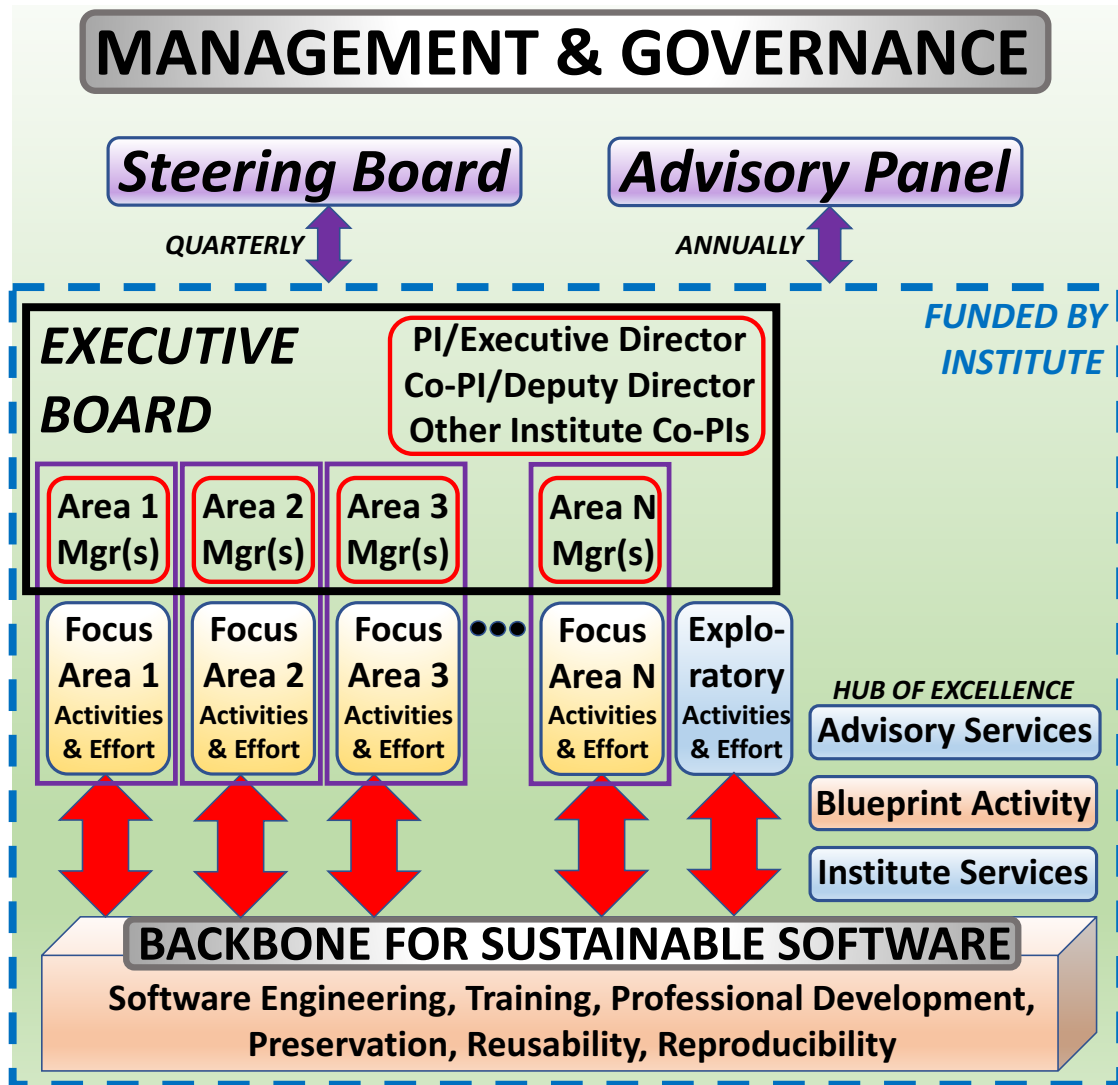 MANAGEMENT & GOVERNANCE
Steering Board
Advisory Panel
QUARTERLY
ANNUALLY
FUNDED BY
INSTITUTE
EXECUTIVE
BOARD
PI/Executive Director
Co-PI/Deputy Director
Other Institute Co-PIs
Area 1
Mgr(s)
Area 2
Mgr(s)
Area 3
Mgr(s)
Area N
Mgr(s)
Focus
Area 1
Activities
& Effort
Focus
Area 2
Activities
& Effort
Focus
Area 3
Activities
& Effort
•••
Focus
Area N
Activities
& Effort
Explo-
ratory
Activities
& Effort
HUB OF EXCELLENCE
Advisory Services
Blueprint Activity
Institute Services
BACKBONE FOR SUSTAINABLE SOFTWARE
Software Engineering, Training, Professional Development,
Preservation, Reusability, Reproducibility